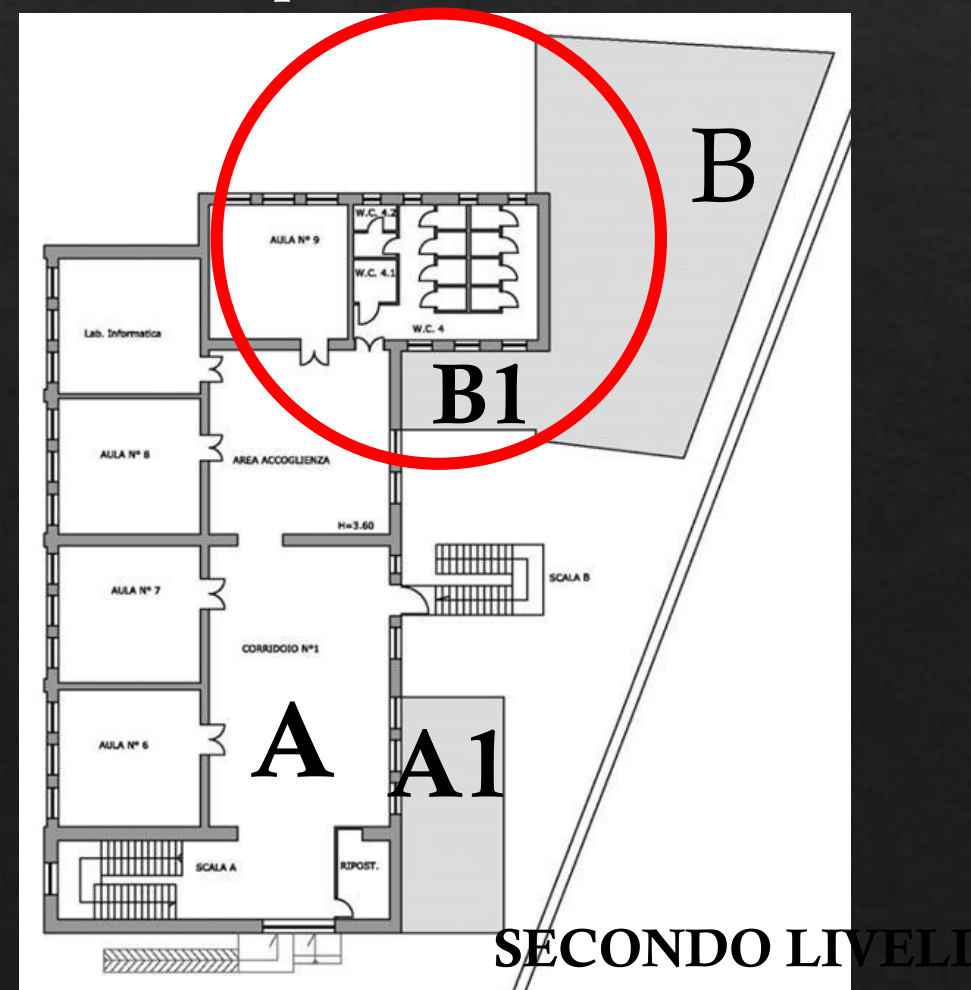 B
W.C. 4.2
AULA N° 9
W.C. 4.1
W.C. 4
Lab. Informatica
B1
AULA N° 8
AREA ACCOGLIENZA
H=3.60
SCALA B
AULA N° 7
CORRIDOIO N°1
A
A1
AULA N° 6
SCALA A
RIPOST.
SECONDO LIVELL